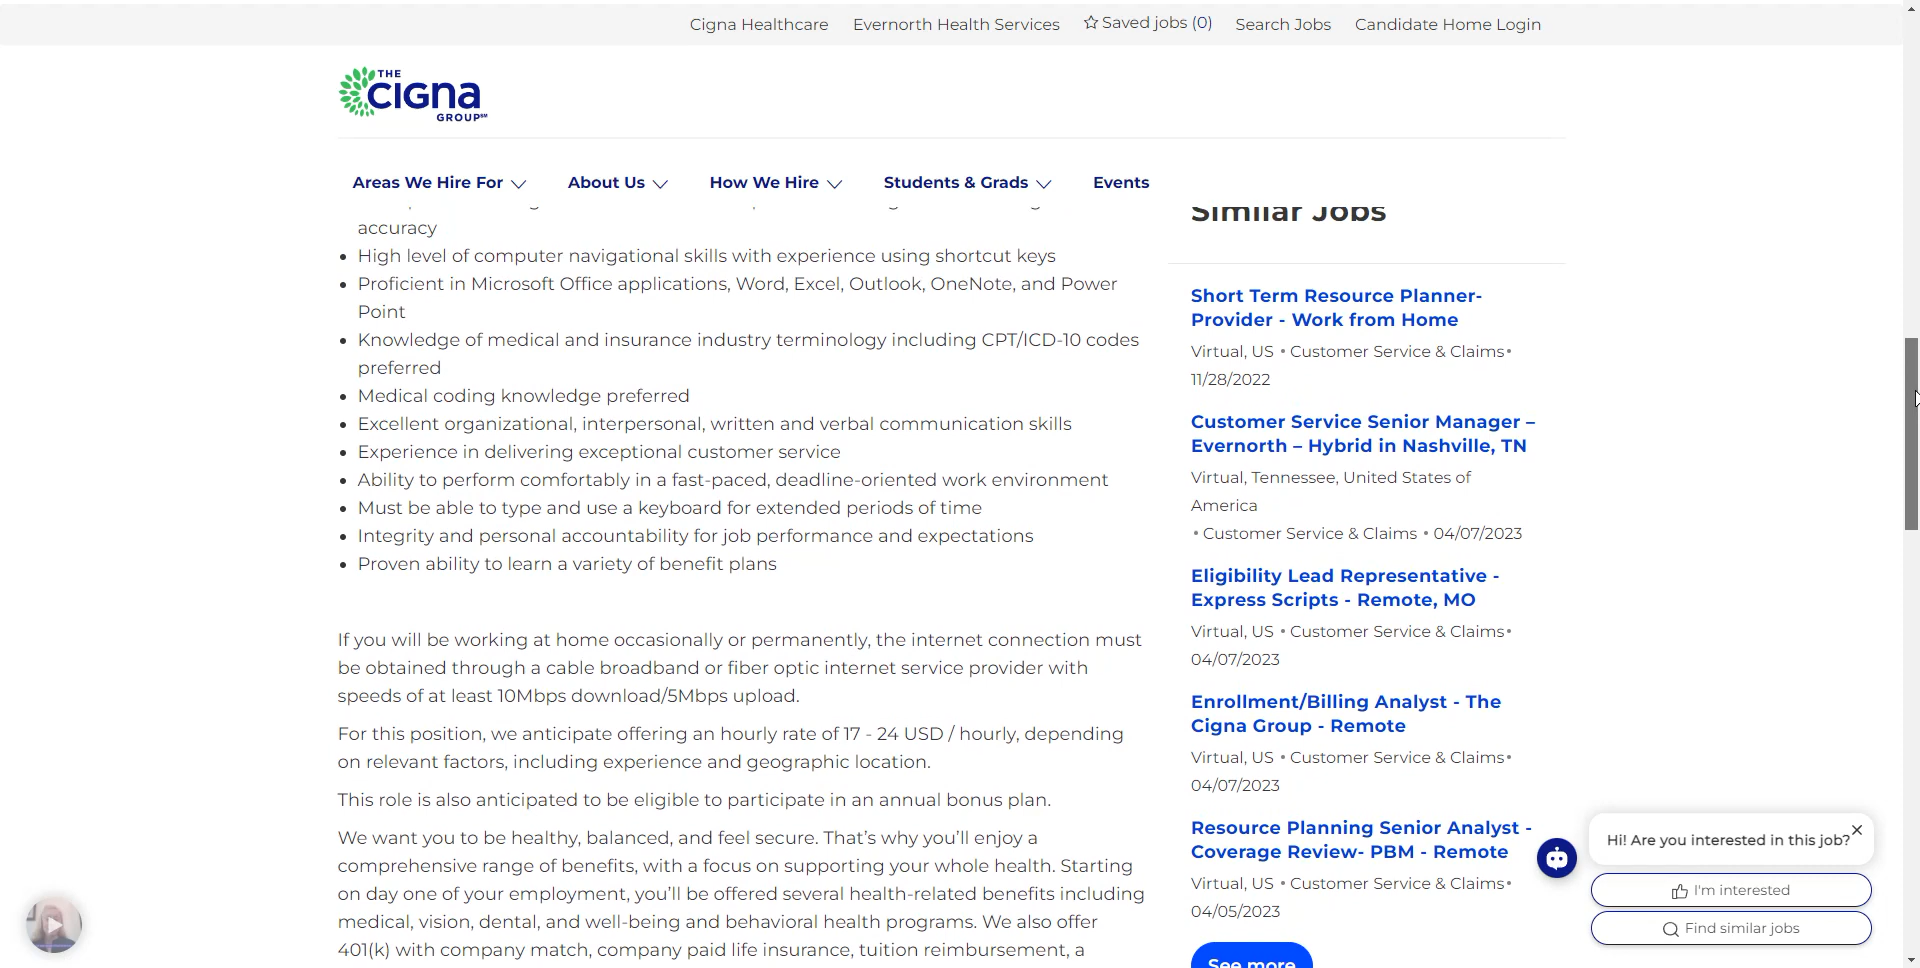 Cigna Healthcare Evernorth Health Services Saved jobs (0) Search Jobs Candidate Home Login
THE
cigna
GROUP℠
Areas We Hire For About Us How We Hire Students & Grads Events
accuracy
• High level of computer navigational skills with experience using shortcut keys
• Proficient in Microsoft Office applications, Word, Excel, Outlook, OneNote, and Power
Point
• Knowledge of medical and insurance industry terminology including CPT/ICD-10 codes
preferred
• Medical coding knowledge preferred
• Excellent organizational, interpersonal, written and verbal communication skills
• Experience in delivering exceptional customer service
• Ability to perform comfortably in a fast-paced, deadline-oriented work environment
• Must be able to type and use a keyboard for extended periods of time
• Integrity and personal accountability for job performance and expectations
• Proven ability to learn a variety of benefit plans
If you will be working at home occasionally or permanently, the internet connection must
be obtained through a cable broadband or fiber optic internet service provider with
speeds of at least 10Mbps download/5Mbps upload.
For this position, we anticipate offering an hourly rate of 17 - 24 USD / hourly, depending
on relevant factors, including experience and geographic location.
This role is also anticipated to be eligible to participate in an annual bonus plan.
We want you to be healthy, balanced, and feel secure. That’s why you’ll enjoy a
comprehensive range of benefits, with a focus on supporting your whole health. Starting
on day one of your employment, you’ll be offered several health-related benefits including
medical, vision, dental, and well-being and behavioral health programs. We also offer
401(k) with company match, company paid life insurance, tuition reimbursement, a
Similar Jobs
Short Term Resource Planner-
Provider - Work from Home
Virtual, US • Customer Service & Claims•
11/28/2022
Customer Service Senior Manager –
Evernorth – Hybrid in Nashville, TN
Virtual, Tennessee, United States of
America
• Customer Service & Claims • 04/07/2023
Eligibility Lead Representative -
Express Scripts - Remote, MO
Virtual, US • Customer Service & Claims•
04/07/2023
Enrollment/Billing Analyst - The
Cigna Group - Remote
Virtual, US • Customer Service & Claims•
04/07/2023
Resource Planning Senior Analyst -
Coverage Review- PBM - Remote
Virtual, US • Customer Service & Claims•
04/05/2023
See more
Hi! Are you interested in this job?
I'm interested
Find similar jobs